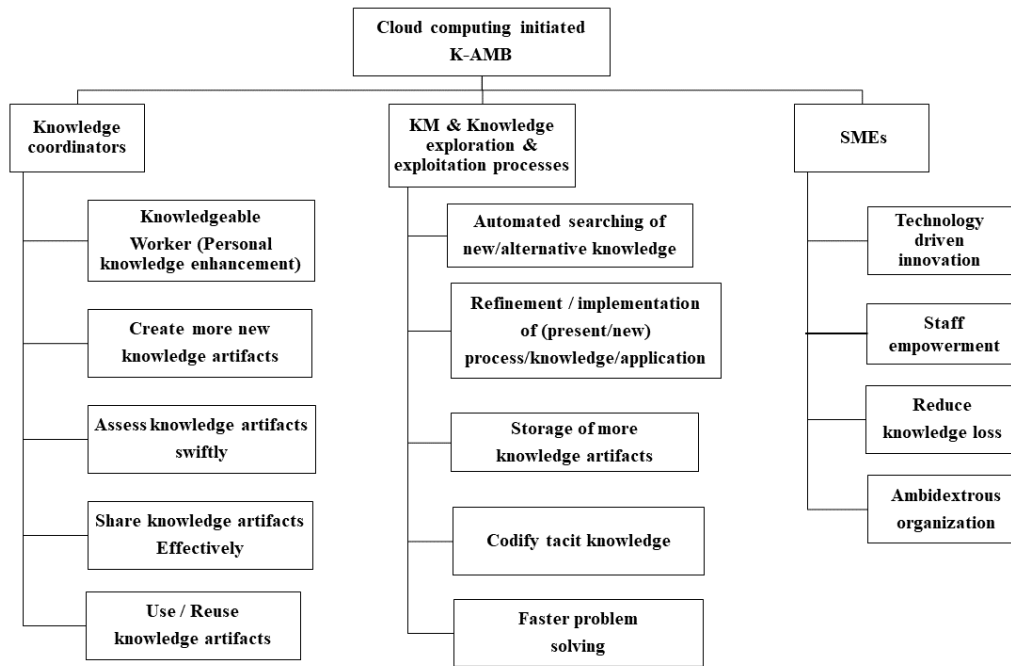 Cloud computing initiated
K-AMB
Knowledge
coordinators
Knowledgeable
Worker (Personal
knowledge enhancement)
Create more new
knowledge artifacts
Assess knowledge artifacts
swiftly
Share knowledge artifacts
Effectively
Use / Reuse
knowledge artifacts
KM & Knowledge
exploration &
exploitation processes
Automated searching of
new/alternative knowledge
Refinement / implementation
of (present/new)
process/knowledge/application
Storage of more
knowledge artifacts
Codify tacit knowledge
Faster problem
solving
SMEs
Technology
driven
innovation
Staff
empowerment
Reduce
knowledge loss
Ambidextrous
organization